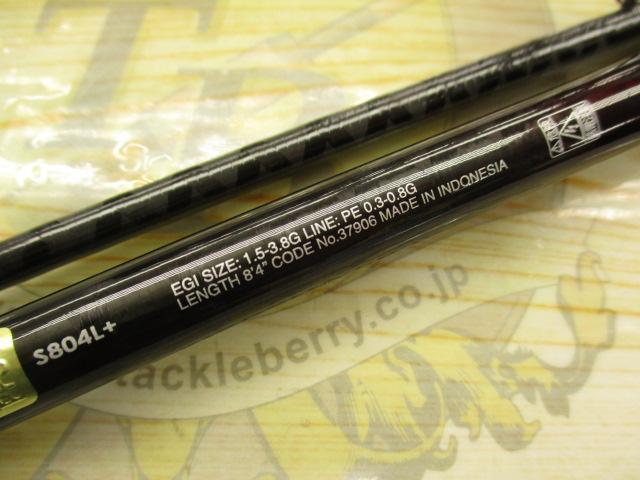 EGI SIZE: 1.5-3.8G LINE: PE 0.3-0.8G
LENGTH 8'4" CODE No.37906 MADE IN INDONESIA
S804L+
tackleberry.co.jp